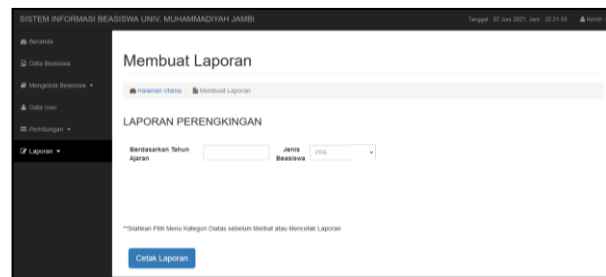 SISTEM INFORMASI BEASISWA UNIV. MUHAMMADIYAH JAMBI
Tanggal : 07 Jun 2021, Jam : 22:21:59
Beranda
Data Beasiswa
Mengelola Beasiswa
Data User
Perhitungan
Laporan
Membuat Laporan
Halaman Utama / Membuat Laporan
LAPORAN PERENGKINGAN
Berdasarkan Tahun Ajaran
Jenis Beasiswa
PPA
**Silahkan Pilih Menu Kategori Diatas sebelum Melihat atau Mencetak Laporan
Cetak Laporan